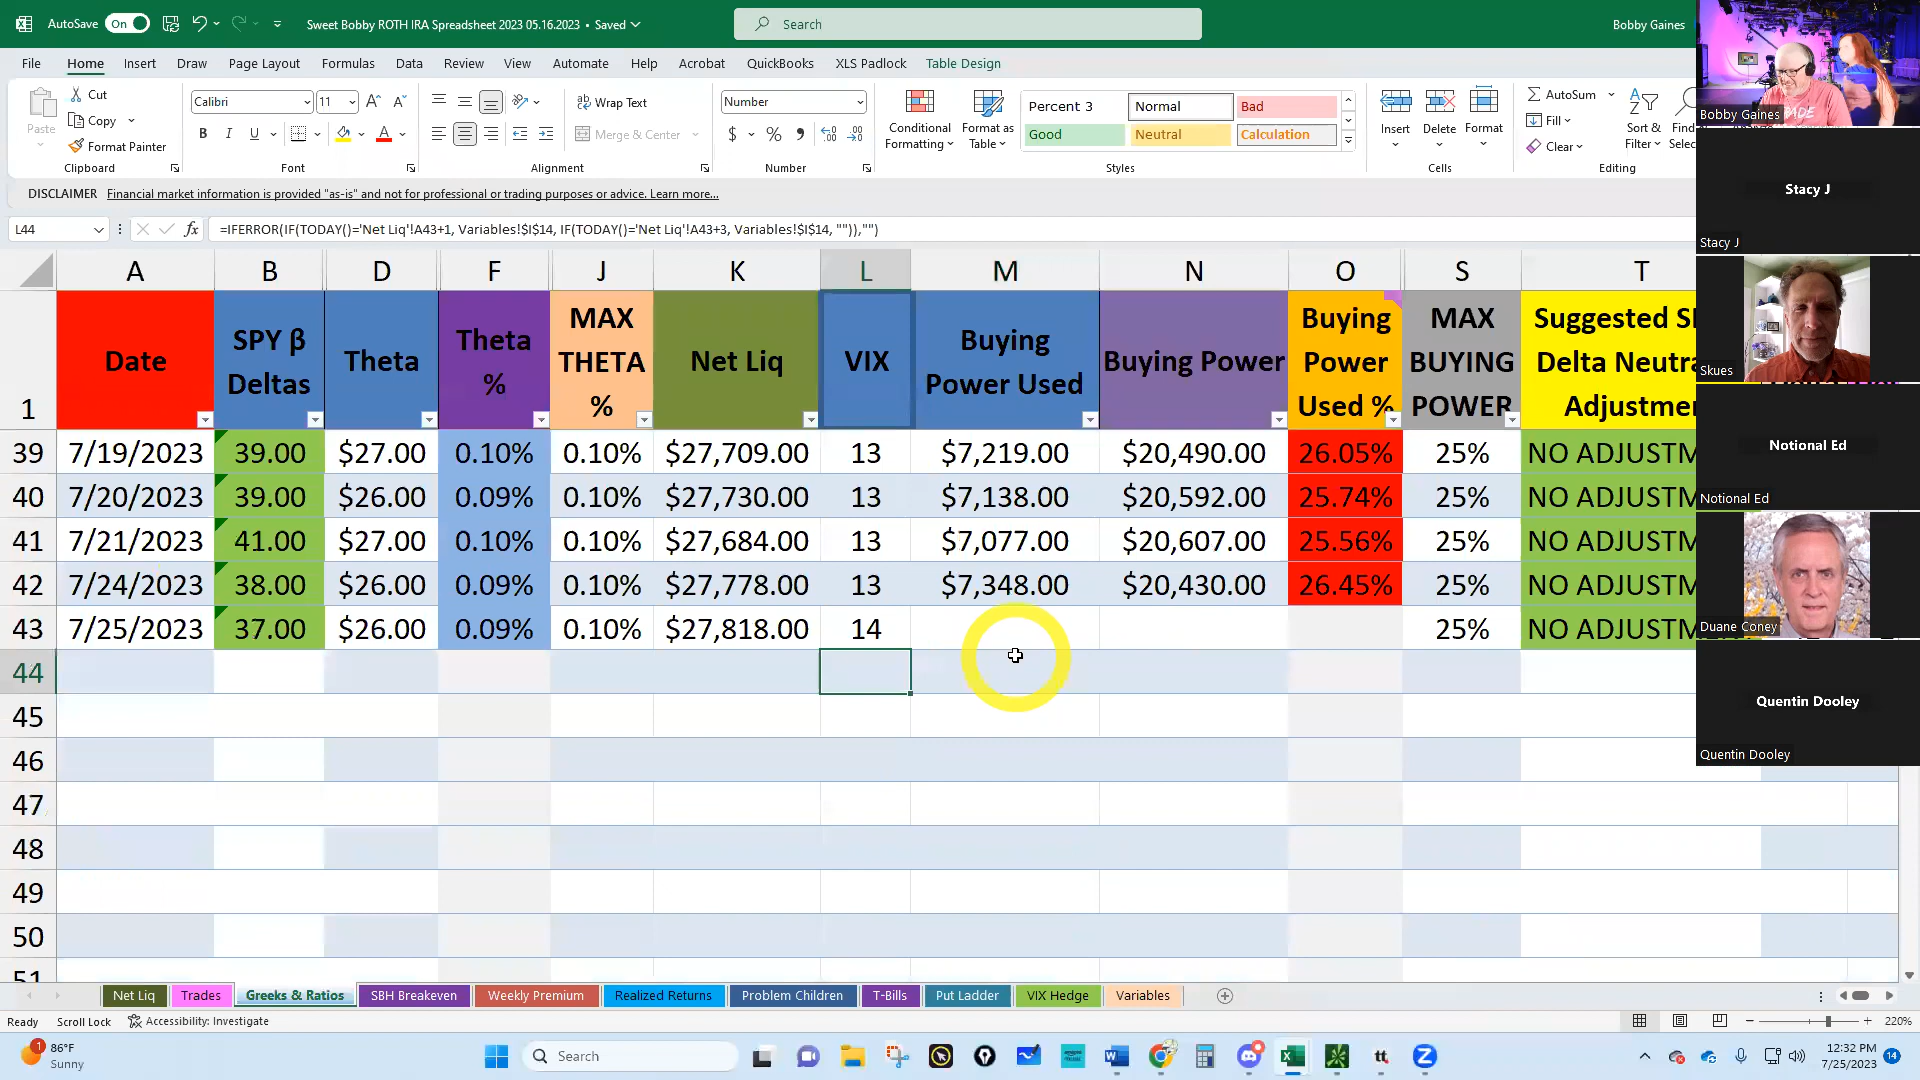 AutoSave On Sweet Bobby ROTH IRA Spreadsheet 2023 05.16.2023 • Saved Search Bobby Gaines
File Home Insert Draw Page Layout Formulas Data Review View Automate Help Acrobat QuickBooks XLS Padlock Table Design
Paste Cut Copy Format Painter Clipboard
Calibri 11 A A B I U A Font
ab Wrap Text Merge & Center Alignment
Number $ % , Number
Conditional Formatting Format as Table Percent 3 Normal Bad Good Neutral Calculation Styles
Insert Delete Format Cells
AutoSum Fill Clear Sort & Filter Editing
DISCLAIMER Financial market information is provided "as-is" and not for professional or trading purposes or advice. Learn more...
L44 fx =IFERROR(IF(TODAY()='Net Liq'!A43+1, Variables!$I$14, IF(TODAY()='Net Liq'!A43+3, Variables!$I$14, "")),"")
A B D F J K L M N O S T
1 Date SPY β Deltas Theta Theta % MAX THETA % Net Liq VIX Buying Power Used Buying Power Buying Power Used % MAX BUYING POWER Suggested Delta
39 7/19/2023 39.00 $27.00 0.10% 0.10% $27,709.00 13 $7,219.00 $20,490.00 26.05% 25% NO
40 7/20/2023 39.00 $26.00 0.09% 0.10% $27,730.00 13 $7,138.00 $20,592.00 25.74% 25% NO
41 7/21/2023 41.00 $27.00 0.10% 0.10% $27,684.00 13 $7,077.00 $20,607.00 25.56% 25% NO
42 7/24/2023 38.00 $26.00 0.09% 0.10% $27,778.00 13 $7,348.00 $20,430.00 26.45% 25% NO
43 7/25/2023 37.00 $26.00 0.09% 0.10% $27,818.00 14 25% NO
44
45
46
47
48
49
50
51
Net Liq Trades Greeks & Ratios SBH Breakeven Weekly Premium Realized Returns Problem Children T-Bills Put Ladder VIX Hedge Variables
Ready Scroll Lock Accessibility: Investigate 220%
1 86°F Search tt 12:32 PM
Sunny 7/25/2023 14
Bobby Gaines
Stacy J
Stacy J
Skues
Notional Ed
Notional Ed
Duane Coney
Quentin Dooley
Quentin Dooley